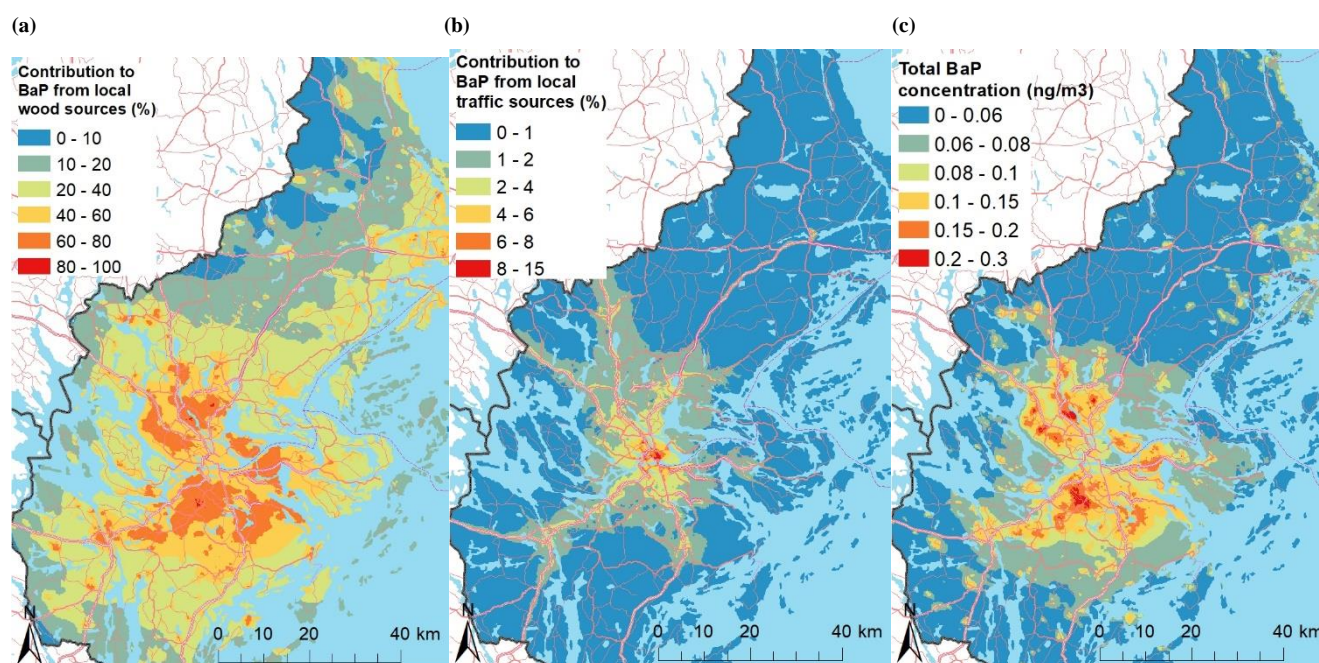 (a)
Contribution to
BaP from local
wood sources (%)
0 - 10
10 - 20
20 - 40
40 - 60
60 - 80
80 - 100
N
0 10 20 40 km
(b)
Contribution to
BaP from local
traffic sources (%)
0 - 1
1 - 2
2 - 4
4 - 6
6 - 8
8 - 15
N
0 10 20 40 km
(c)
Total BaP
concentration (ng/m3)
0 - 0.06
0.06 - 0.08
0.08 - 0.1
0.1 - 0.15
0.15 - 0.2
0.2 - 0.3
N
0 10 20 40 km